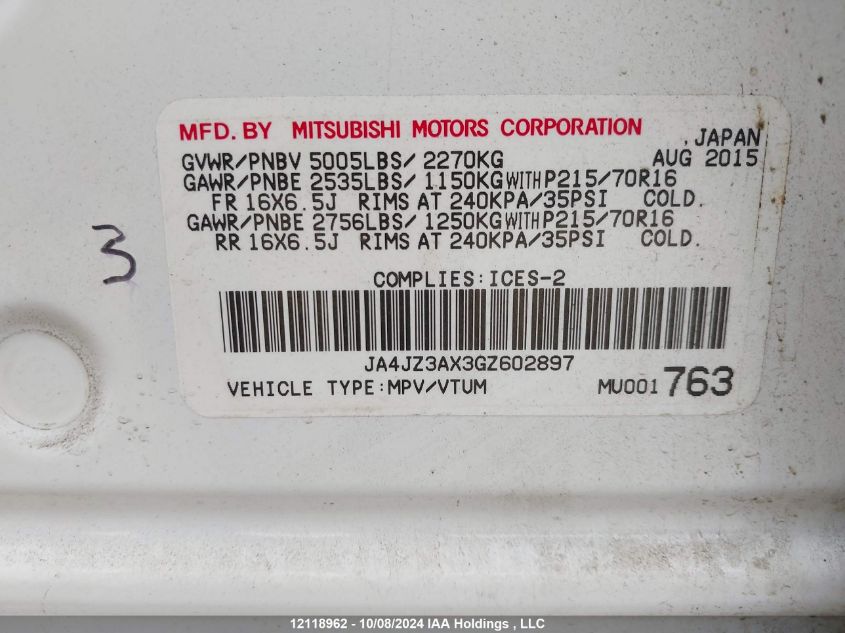 MFD. BY MITSUBISHI MOTORS CORPORATION
, JAPAN
GVWR/PNBV 5005LBS/ 2270KG AUG 2015
GAWR/PNBE 2535LBS/ 1150KG WITH P215/70R16
FR 16X6.5J RIMS AT 240KPA/35PSI COLD.
GAWR/PNBE 2756LBS/ 1250KG WITH P215/70R16
RR 16X6.5J RIMS AT 240KPA/35PSI COLD.
3
COMPLIES:ICES-2
JA4JZ3AX3GZ602897
VEHICLE TYPE:MPV/VTUM MU001763
12118962 - 10/08/2024 IAA Holdings , LLC